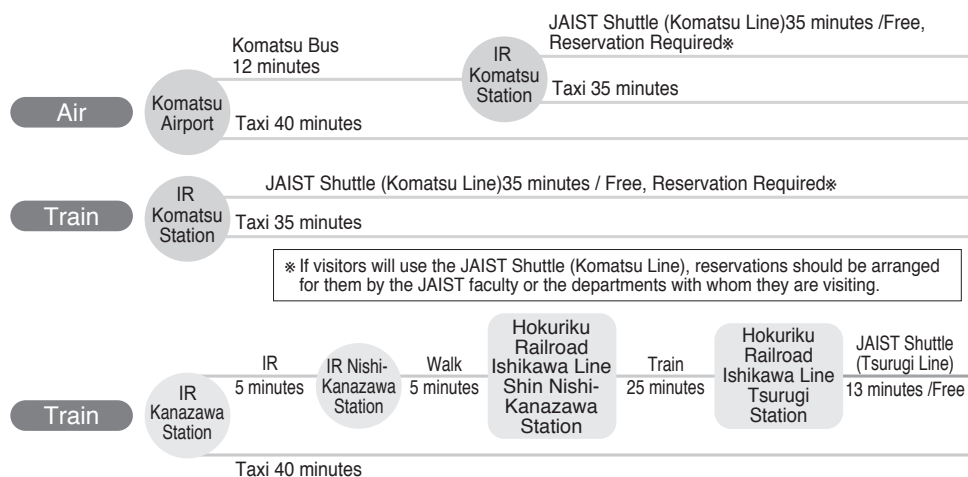 JAIST Shuttle (Komatsu Line)35 minutes /Free,
Reservation Required※
Komatsu Bus
12 minutes
IR
Komatsu
Station
Taxi 35 minutes
Air
Komatsu
Airport
Taxi 40 minutes
JAIST Shuttle (Komatsu Line)35 minutes / Free, Reservation Required※
Train
IR
Komatsu
Station
Taxi 35 minutes
※ If visitors will use the JAIST Shuttle (Komatsu Line), reservations should be arranged
for them by the JAIST faculty or the departments with whom they are visiting.
Train
IR
Kanazawa
Station
IR
5 minutes
IR Nishi-
Kanazawa
Station
Walk
5 minutes
Hokuriku
Railroad
Ishikawa Line
Shin Nishi-
Kanazawa
Station
Train
25 minutes
Hokuriku
Railroad
Ishikawa Line
Tsurugi
Station
JAIST Shuttle
(Tsurugi Line)
13 minutes /Free
Taxi 40 minutes